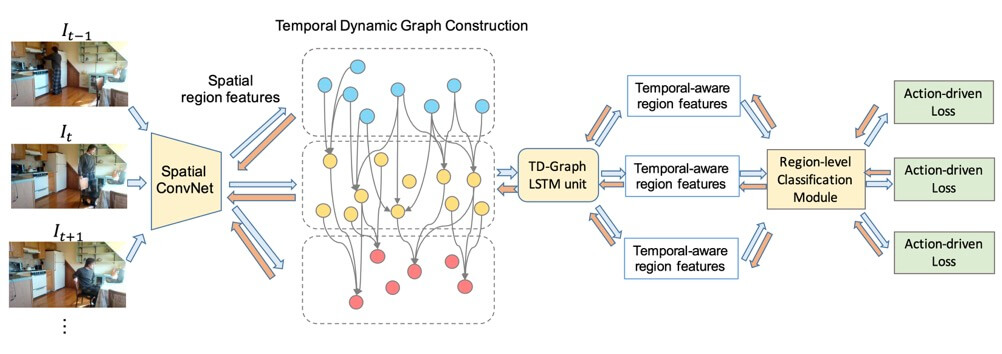 Temporal Dynamic Graph Construction
I_{t-1}
I_t
I_{t+1}
⋮
Spatial
ConvNet
Spatial
region features
TD-Graph
LSTM unit
Temporal-aware
region features
Temporal-aware
region features
Temporal-aware
region features
Region-level
Classification
Module
Action-driven
Loss
Action-driven
Loss
Action-driven
Loss